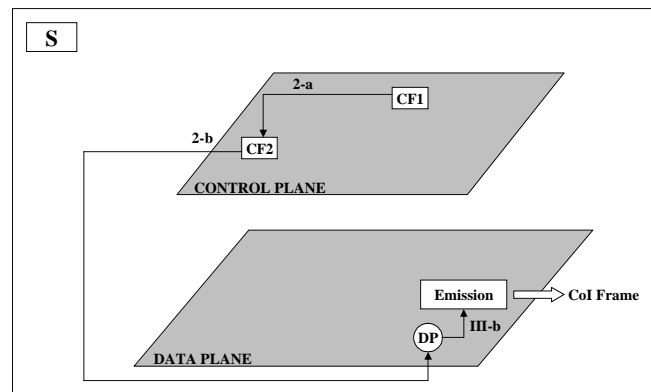 S
2-a
CF1
2-b
CF2
CONTROL PLANE
Emission
CoI Frame
III-b
DP
DATA PLANE